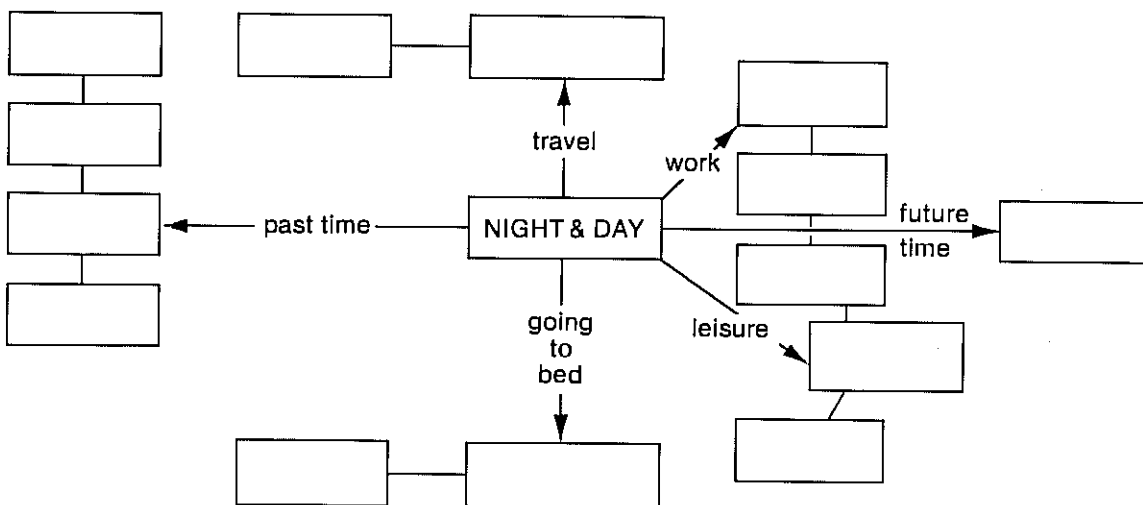 travel
work
past time
NIGHT & DAY
future
time
going
to
bed
leisure